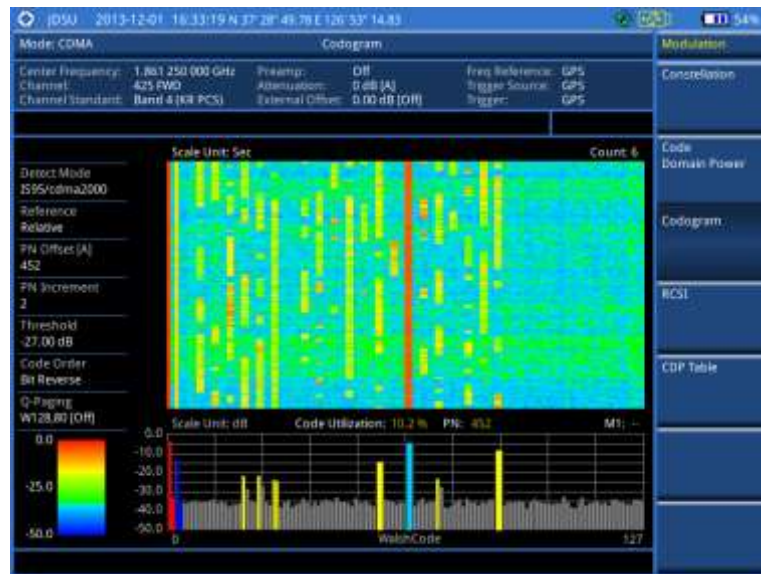 JDSU 2013-12-01 16:33:19 N 37° 28" 49.78 E 126° 53" 14.83 54%
Mode: CDMA Codogram Modulation
Center Frequency: 1.861 250 000 GHz Preamp: Off Freq Reference: GPS
Channel: 425 FWD Attenuation: 0 dB [A] Trigger Source: GPS
Channel Standard: Band 4 (KR PCS) External Offset: 0.00 dB [Off] Trigger: GPS
Constellation
Scale Unit: Sec Count: 6
Code
Domain Power
Detect Mode
IS95/cdma2000
Reference
Relative
Codogram
PN Offset [A]
452
PN Increment
2
RCSI
Threshold
-27.00 dB
Code Order
Bit Reverse
CDP Table
Q-Paging
W128,80 [Off]
Scale Unit: dB Code Utilization: 10.2 % PN: 452 M1: --
0.0
-25.0
-50.0
0.0
-10.0
-20.0
-30.0
-40.0
-50.0
0 WalshCode 127